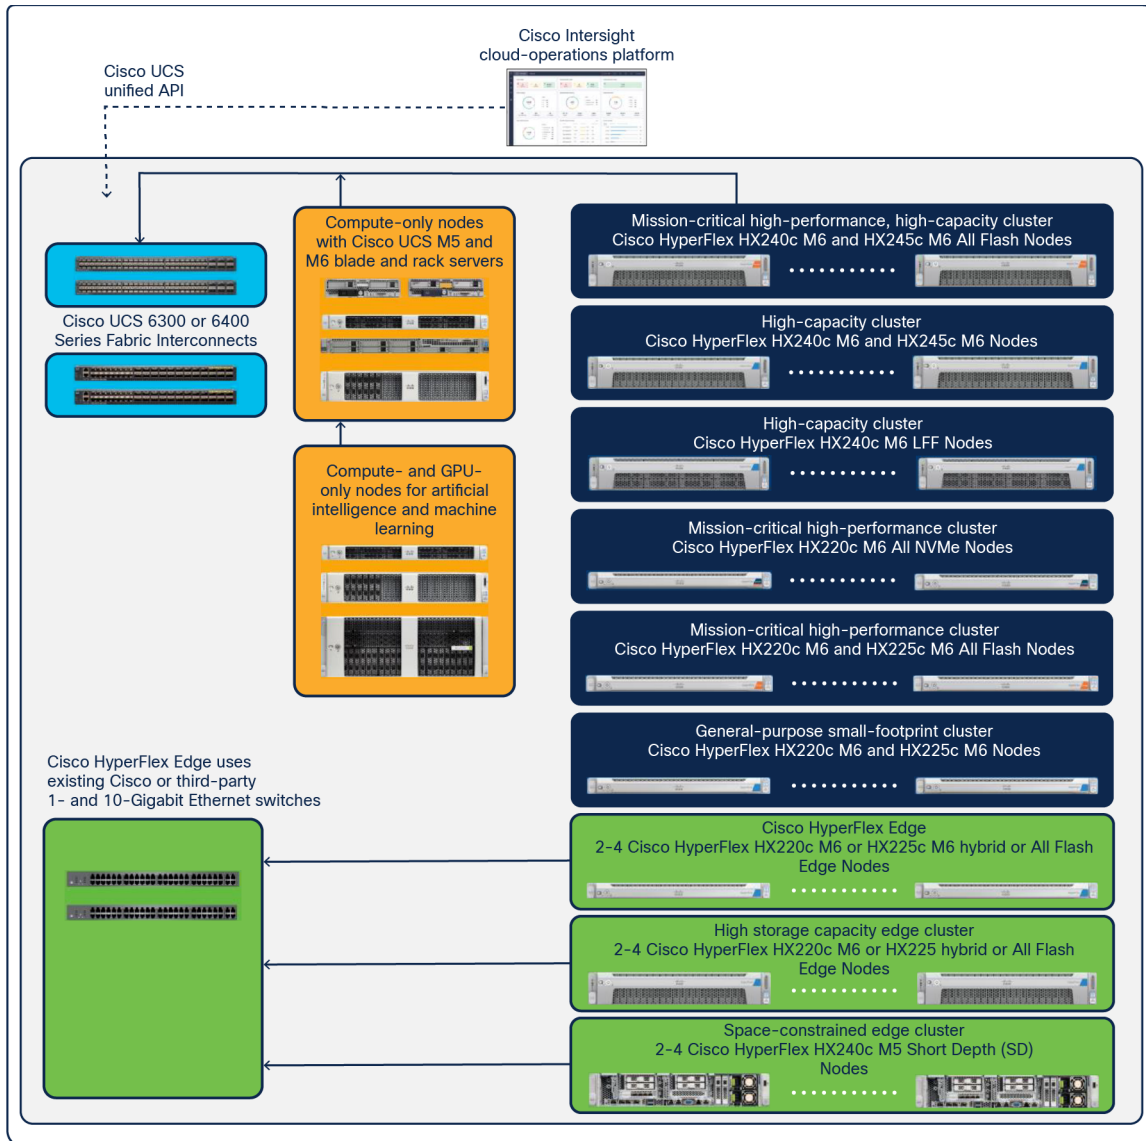 Cisco Intersight
cloud-operations platform
Cisco UCS
unified API
Compute-only nodes
with Cisco UCS M5 and
M6 blade and rack servers
Cisco UCS 6300 or 6400
Series Fabric Interconnects
Compute- and GPU-
only nodes for artificial
intelligence and machine
learning
Mission-critical high-performance, high-capacity cluster
Cisco HyperFlex HX240c M6 and HX245c M6 All Flash Nodes
High-capacity cluster
Cisco HyperFlex HX240c M6 and HX245c M6 Nodes
High-capacity cluster
Cisco HyperFlex HX240c M6 LFF Nodes
Mission-critical high-performance cluster
Cisco HyperFlex HX220c M6 All NVMe Nodes
Mission-critical high-performance cluster
Cisco HyperFlex HX220c M6 and HX225c M6 All Flash Nodes
General-purpose small-footprint cluster
Cisco HyperFlex HX220c M6 and HX225c M6 Nodes
Cisco HyperFlex Edge uses
existing Cisco or third-party
1- and 10-Gigabit Ethernet switches
Cisco HyperFlex Edge
2-4 Cisco HyperFlex HX220c M6 or HX225c M6 hybrid or All Flash
Edge Nodes
High storage capacity edge cluster
2-4 Cisco HyperFlex HX220c M6 or HX225 hybrid or All Flash
Edge Nodes
Space-constrained edge cluster
2-4 Cisco HyperFlex HX240c M5 Short Depth (SD)
Nodes